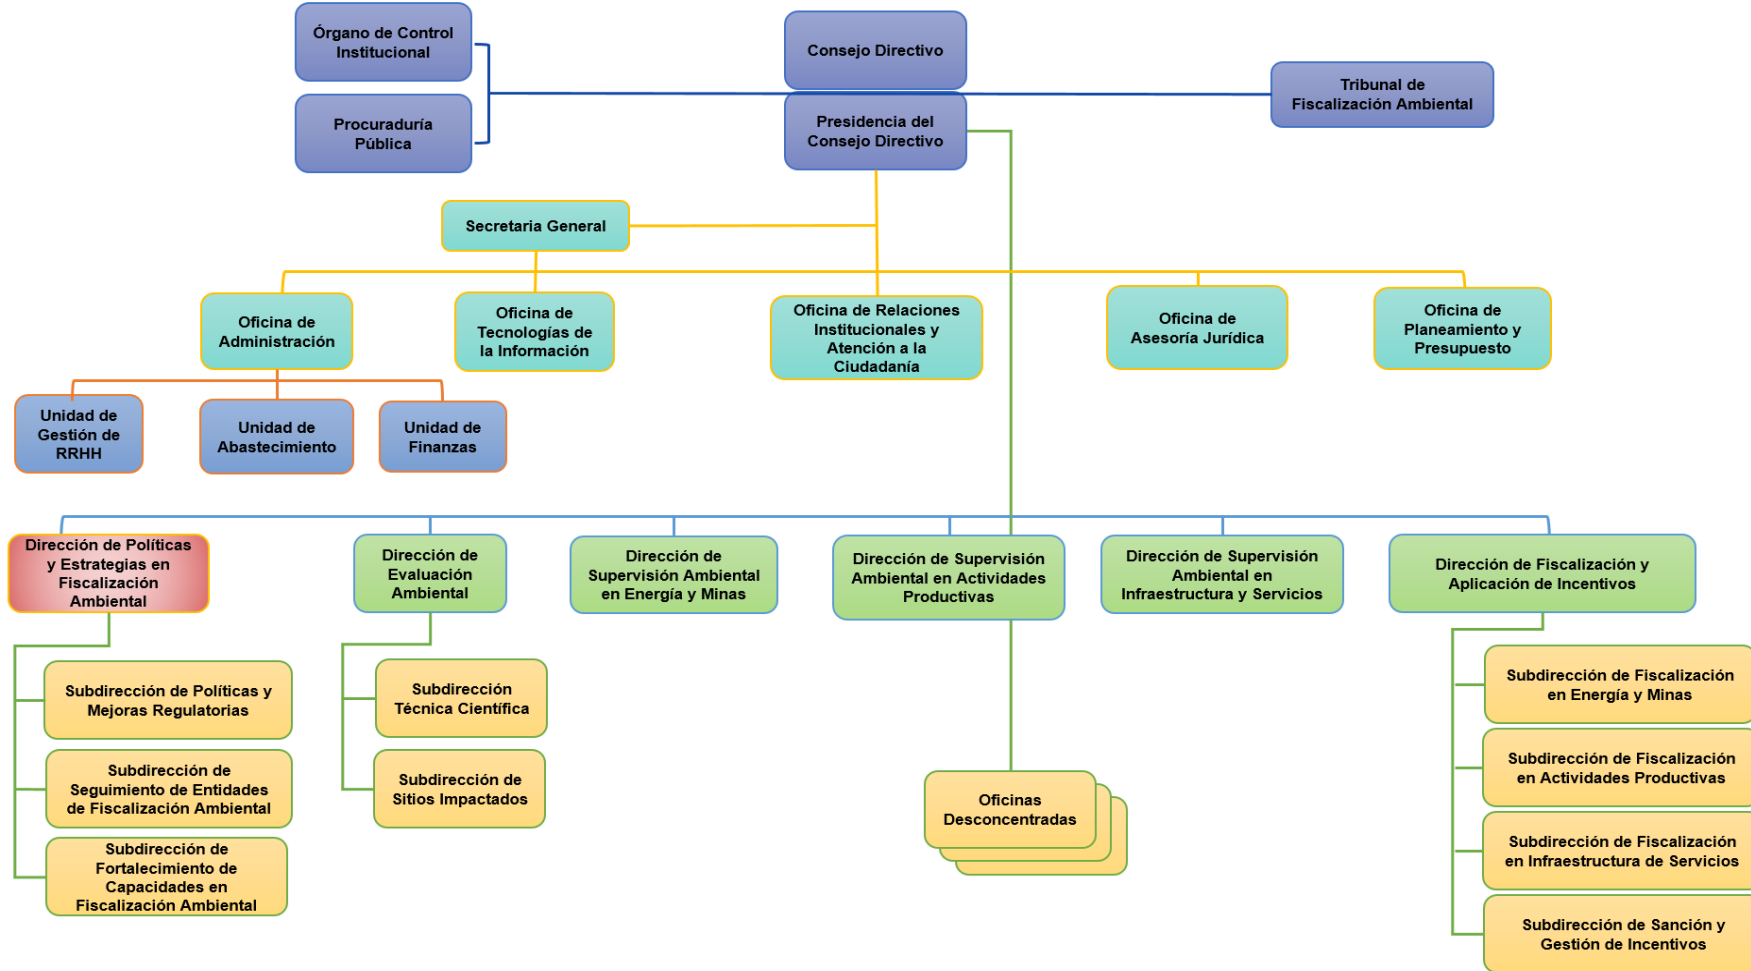 Órgano de Control
Institucional
Consejo Directivo
Tribunal de
Fiscalización Ambiental
Procuraduría
Pública
Presidencia del
Consejo Directivo
Secretaria General
Oficina de
Administración
Oficina de
Tecnologías de
la Información
Oficina de Relaciones
Institucionales y
Atención a la
Ciudadanía
Oficina de
Asesoría Jurídica
Oficina de
Planeamiento y
Presupuesto
Unidad de
Gestión de
RRHH
Unidad de
Abastecimiento
Unidad de
Finanzas
Dirección de Políticas
y Estrategias en
Fiscalización
Ambiental
Dirección de
Evaluación
Ambiental
Dirección de
Supervisión Ambiental
en Energía y Minas
Dirección de Supervisión
Ambiental en Actividades
Productivas
Dirección de Supervisión
Ambiental en
Infraestructura y Servicios
Dirección de Fiscalización y
Aplicación de Incentivos
Subdirección de Políticas y
Mejoras Regulatorias
Subdirección de
Seguimiento de Entidades
de Fiscalización Ambiental
Subdirección de
Fortalecimiento de
Capacidades en
Fiscalización Ambiental
Subdirección
Técnica Científica
Subdirección de
Sitios Impactados
Oficinas
Desconcentradas
Subdirección de Fiscalización
en Energía y Minas
Subdirección de Fiscalización
en Actividades Productivas
Subdirección de Fiscalización
en Infraestructura de Servicios
Subdirección de Sanción y
Gestión de Incentivos